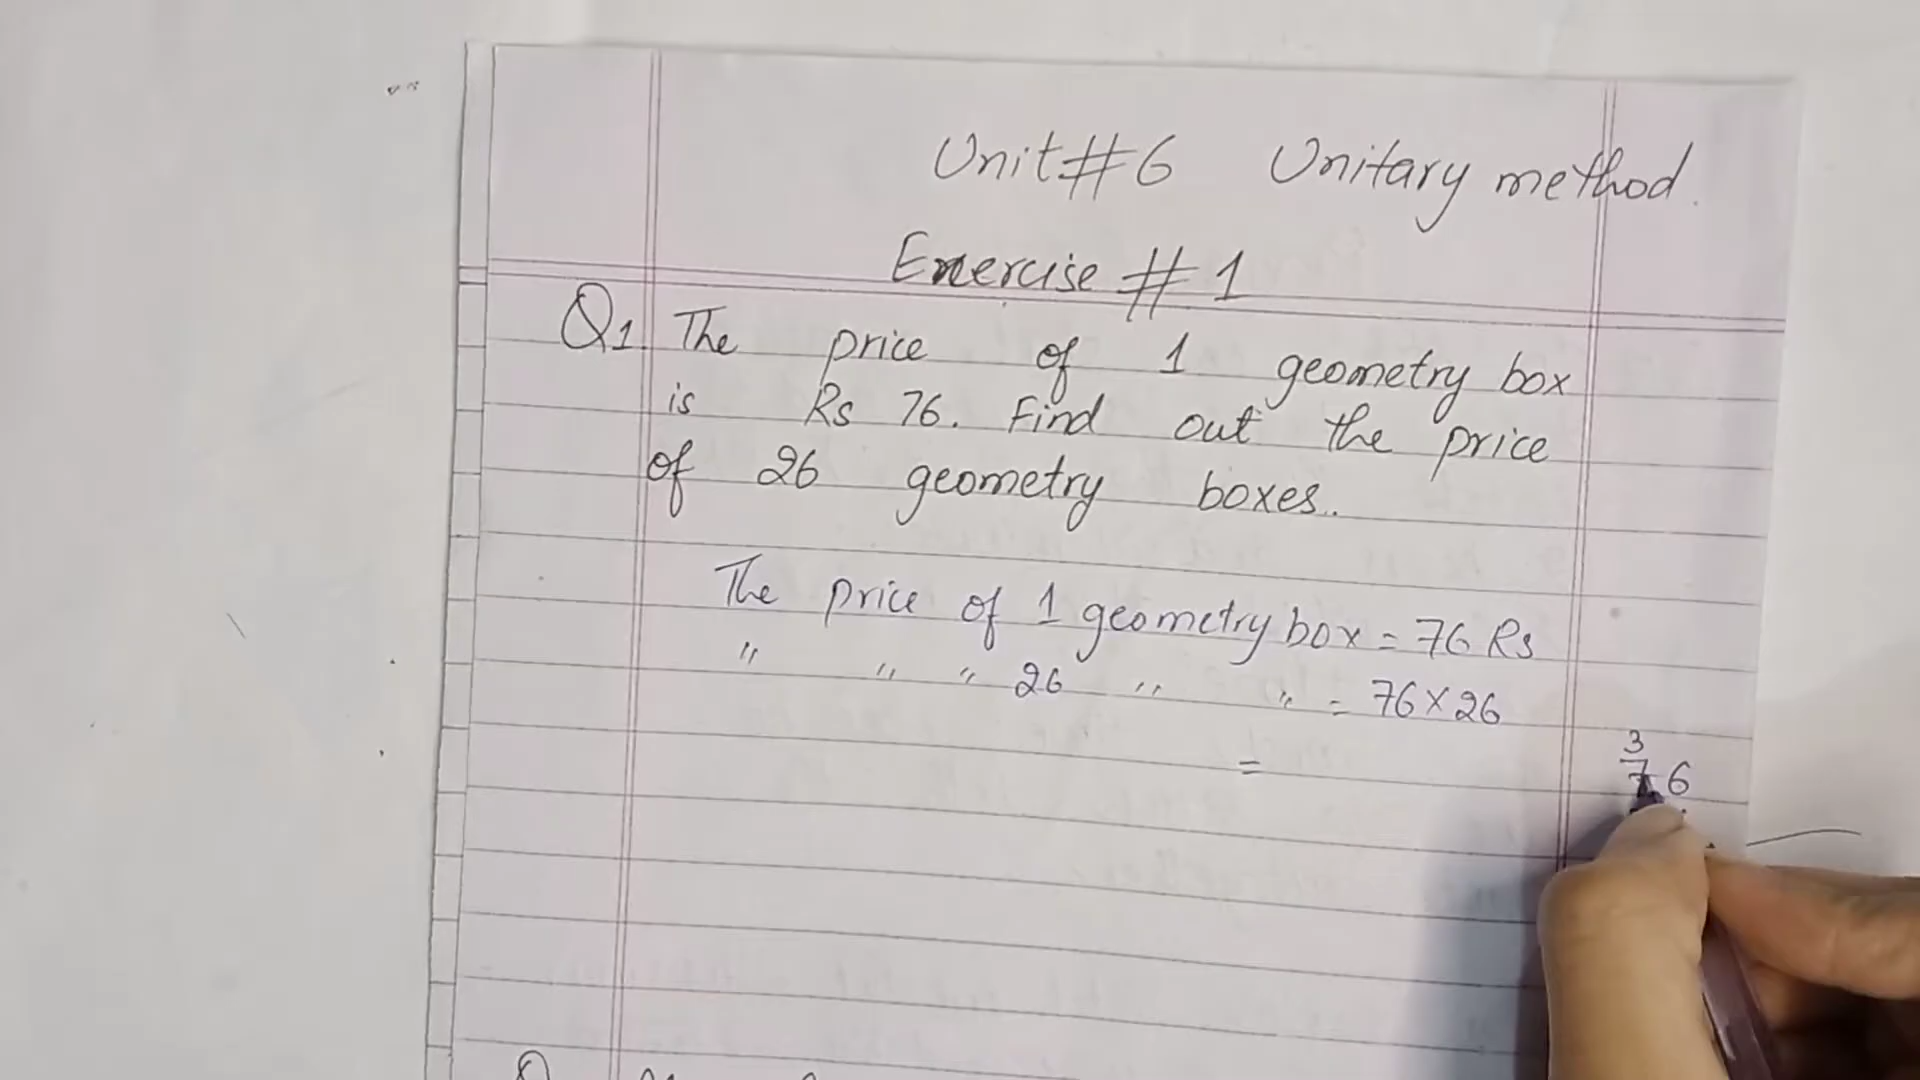 Unit#6 Unitary method.
Exercise # 1
Q1. The price of 1 geometry box
is Rs 76. Find out the price
of 26 geometry boxes..
The price of 1 geometry box = 76 Rs
" " " 26 " " = 76×26
=
3
76